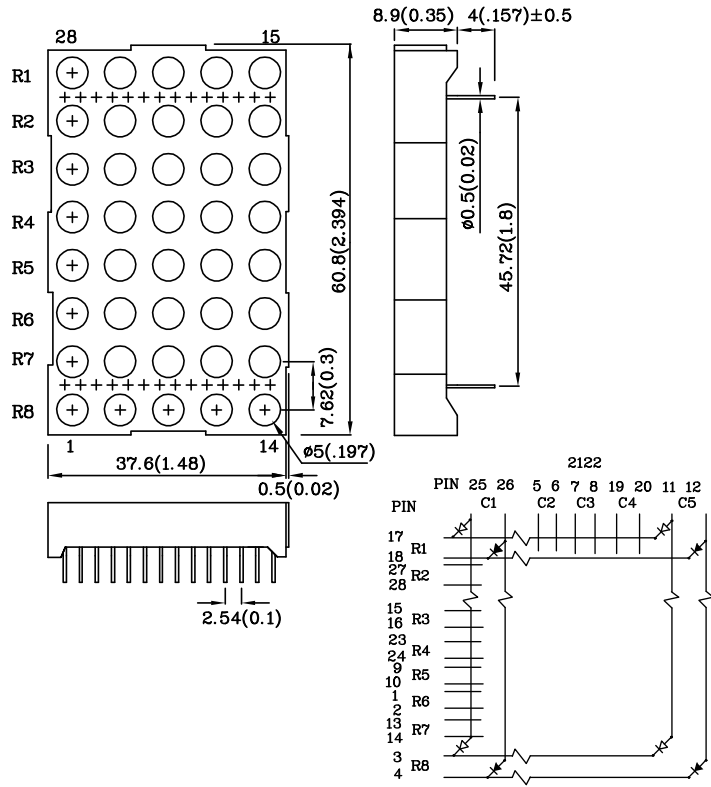 28 15
R1
R2
R3
R4
R5
R6
R7
R8
1 14
60.8(2.394)
7.62(0.3)
ø5(.197)
37.6(1.48)
0.5(0.02)
2.54(0.1)
8.9(0.35) 4(.157)±0.5
ø0.5(0.02)
45.72(1.8)
2122
PIN 25 26 5 6 7 8 19 20 11 12
C1 C2 C3 C4 C5
PIN
17
R1
18
27
R2
28
15
R3
16
23
R4
24
9
R5
10
1
R6
2
13
R7
14
3
R8
4